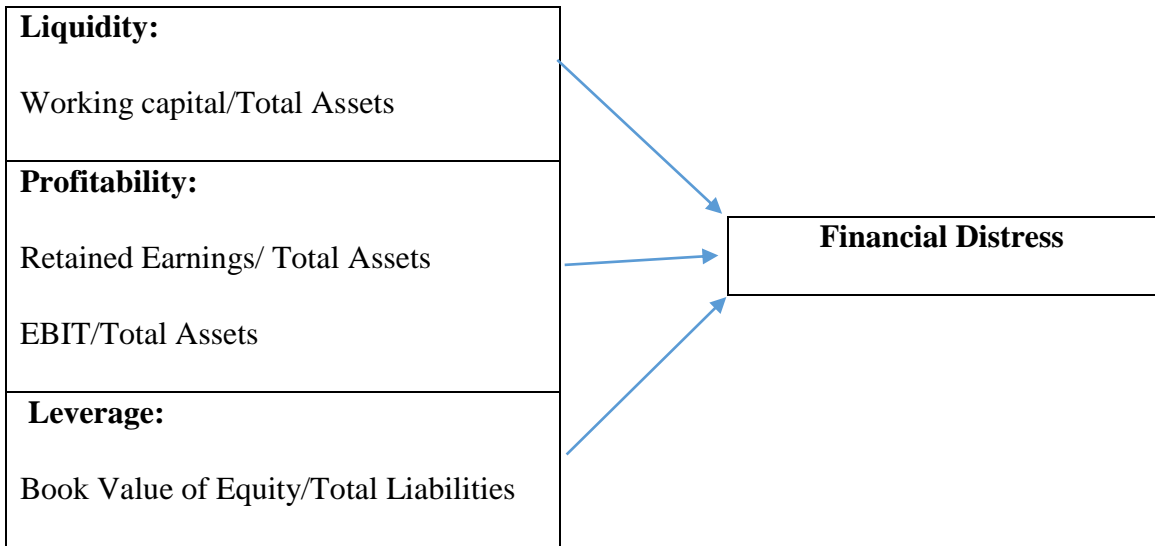 Liquidity:
Working capital/Total Assets
Profitability:
Retained Earnings/ Total Assets
EBIT/Total Assets
Leverage:
Book Value of Equity/Total Liabilities
Financial Distress